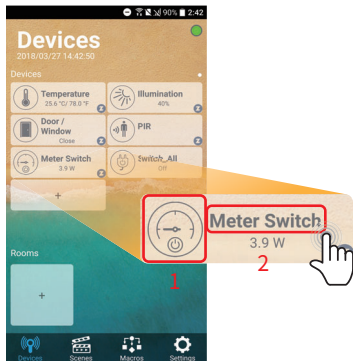 90% 2:42
Devices
2018/03/27 14:42:50
Devices
Temperature
25.6 °C/ 78.0 °F
Illumination
40%
Door /
Window
Close
PIR
Meter Switch
3.9 W
Switch_All
Off
+
Meter Switch
3.9 W
1
2
Rooms
+
Devices
Scenes
Macros
Settings